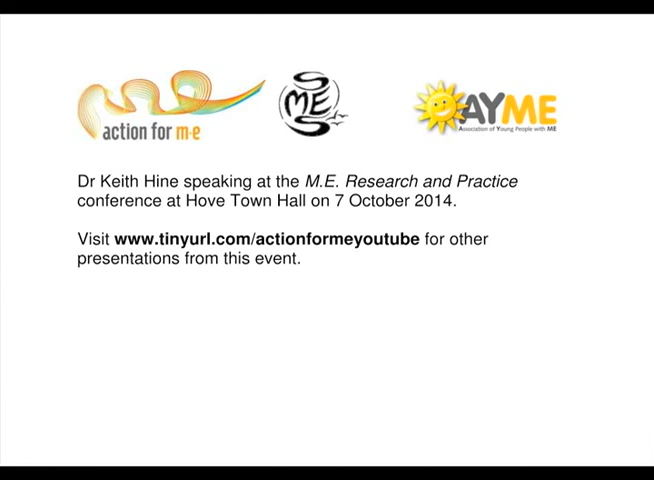 action for m·e
S
ME
S
AYME
Association of Young People with ME
Dr Keith Hine speaking at the M.E. Research and Practice
conference at Hove Town Hall on 7 October 2014.
Visit www.tinyurl.com/actionformeyoutube for other
presentations from this event.